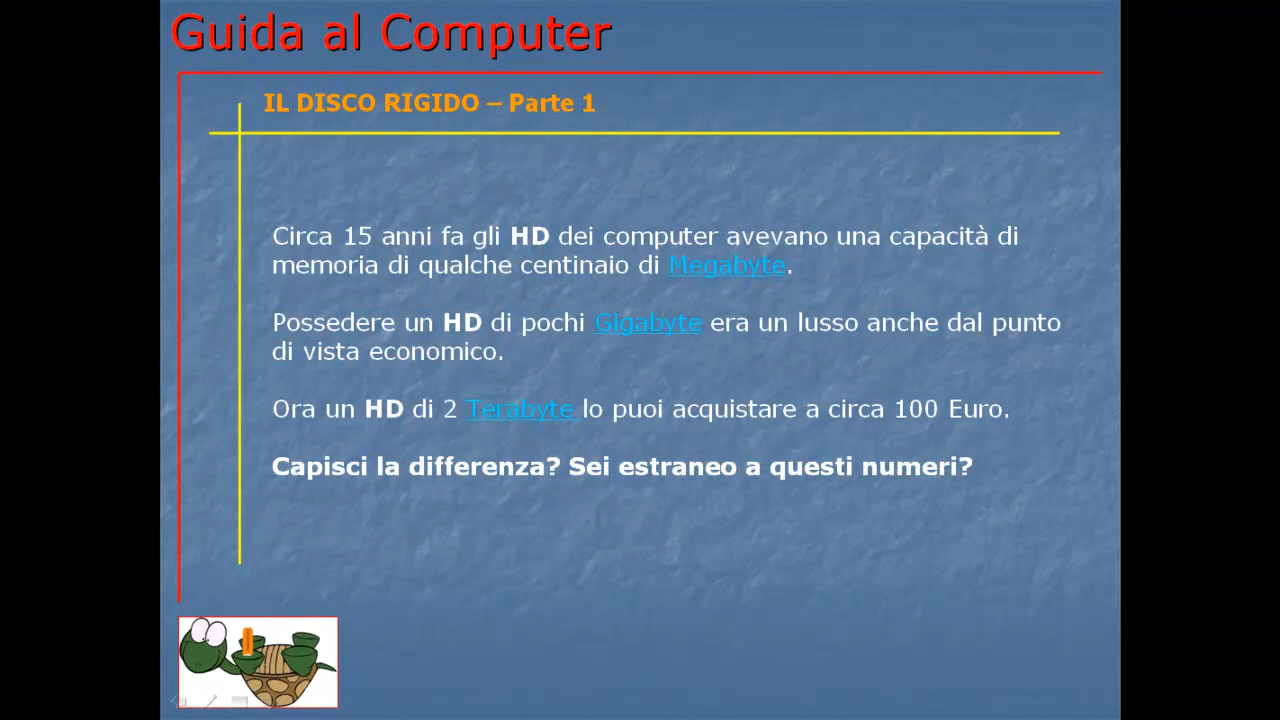 Guida al Computer
IL DISCO RIGIDO – Parte 1
Circa 15 anni fa gli HD dei computer avevano una capacità di
memoria di qualche centinaio di Megabyte.
Possedere un HD di pochi Gigabyte era un lusso anche dal punto
di vista economico.
Ora un HD di 2 Terabyte lo puoi acquistare a circa 100 Euro.
Capisci la differenza? Sei estraneo a questi numeri?